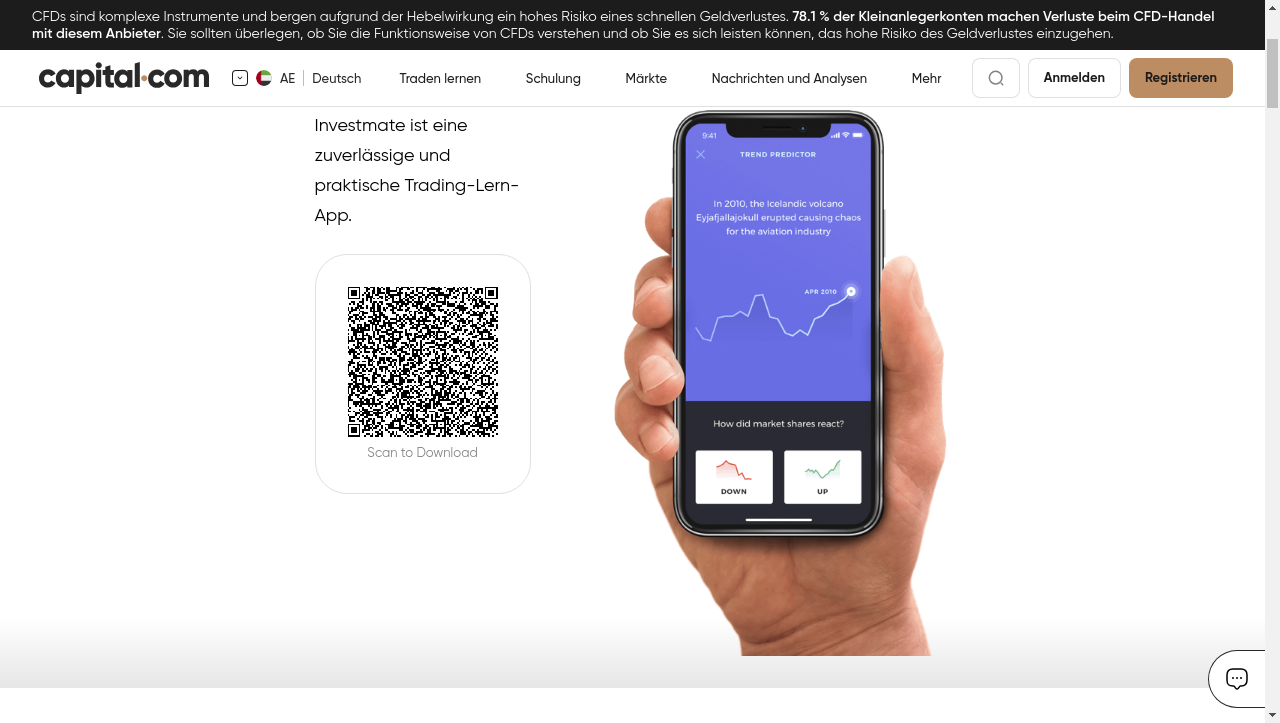 CFDs sind komplexe Instrumente und bergen aufgrund der Hebelwirkung ein hohes Risiko eines schnellen Geldverlustes. 78.1 % der Kleinanlegerkonten machen Verluste beim CFD-Handel
mit diesem Anbieter. Sie sollten überlegen, ob Sie die Funktionsweise von CFDs verstehen und ob Sie es sich leisten können, das hohe Risiko des Geldverlustes einzugehen.
capital.com AE Deutsch Traden lernen Schulung Märkte Nachrichten und Analysen Mehr Anmelden Registrieren
Investmate ist eine
zuverlässige und
praktische Trading-Lern-
App.
Scan to Download
9:41
TREND PREDICTOR
In 2010, the Icelandic volcano
Eyjafjallajokull erupted causing chaos
for the aviation industry
APR 2010
How did market shares react?
DOWN UP